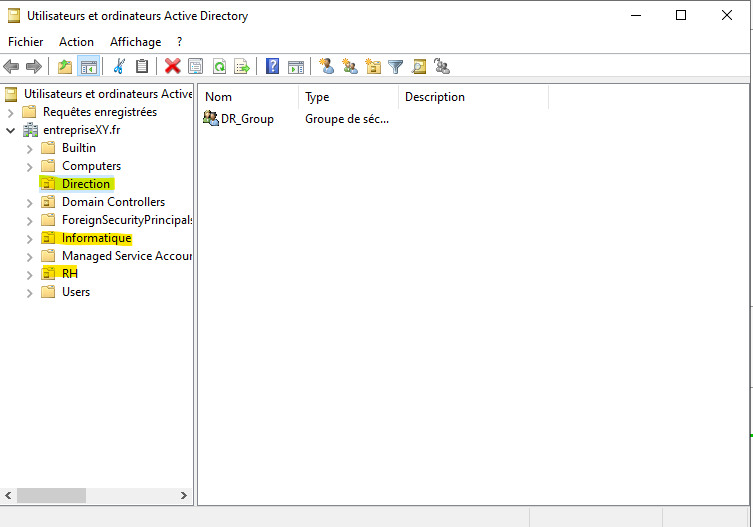 Utilisateurs et ordinateurs Active Directory
Fichier Action Affichage ?
Utilisateurs et ordinateurs Active
Requêtes enregistrées
entrepriseXY.fr
Builtin
Computers
Direction
Domain Controllers
ForeignSecurityPrincipals
Informatique
Managed Service Accour
RH
Users
Nom Type Description
DR_Group Groupe de séc...